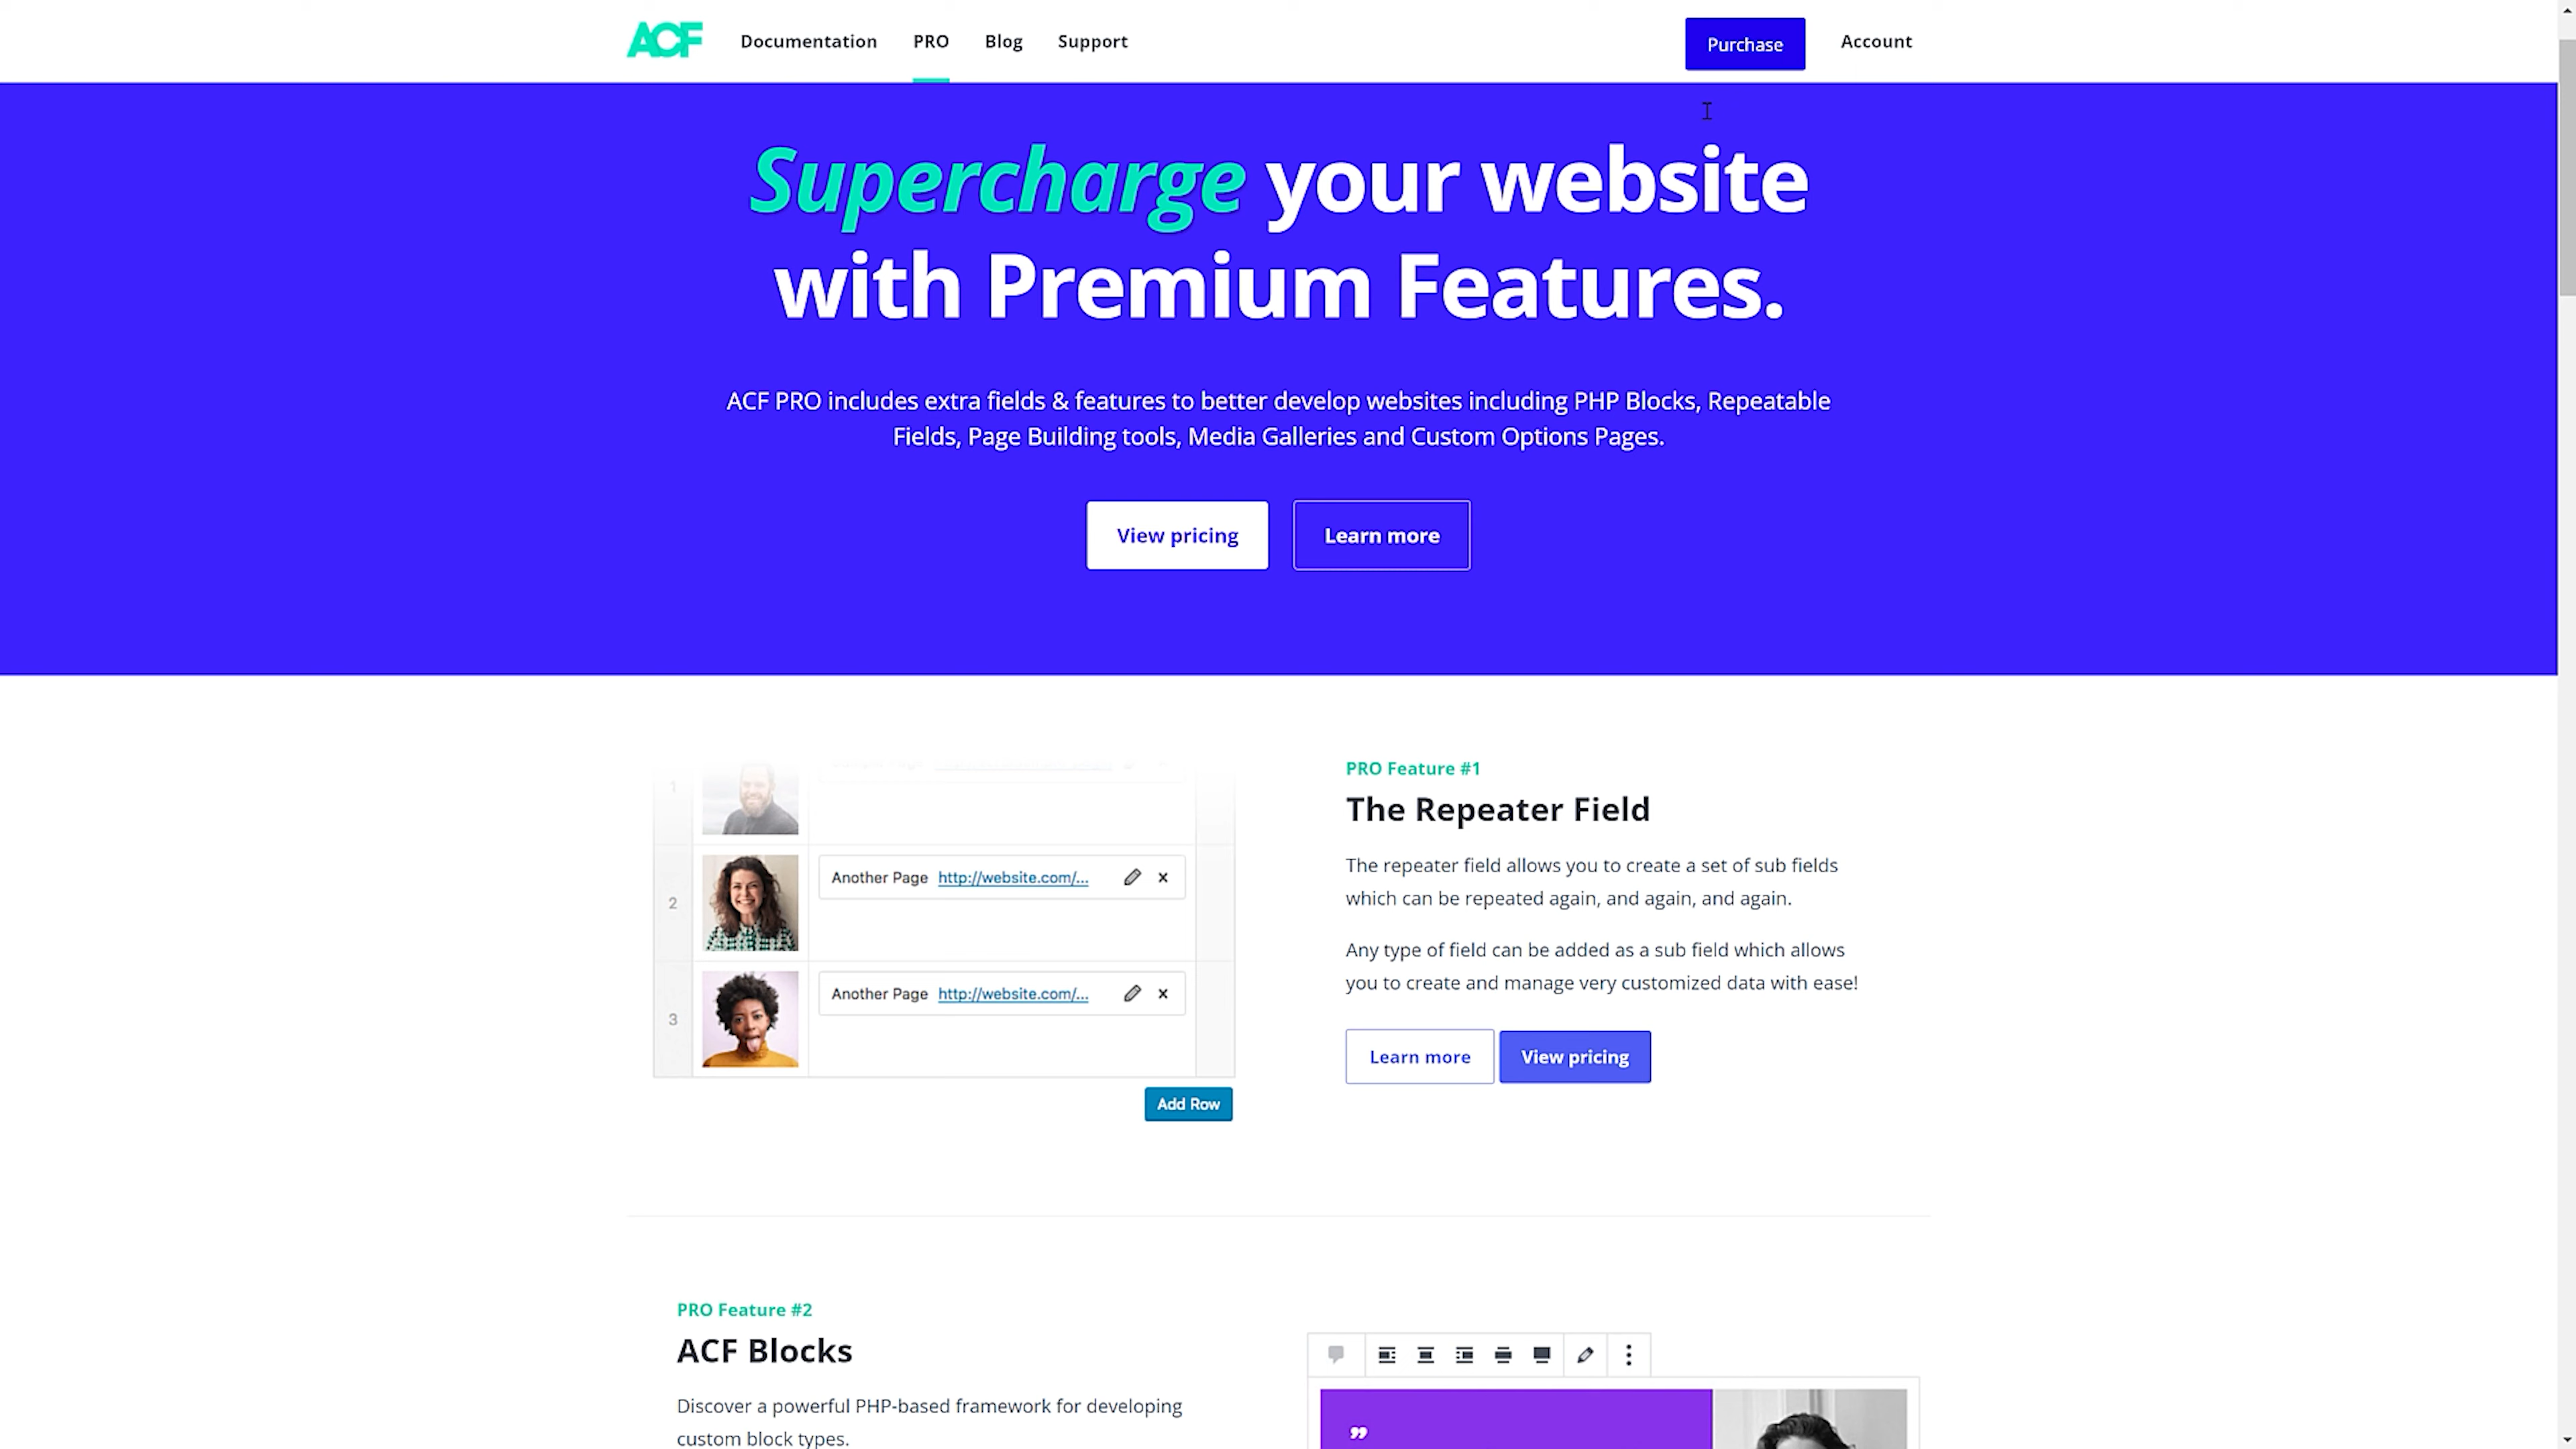 ACF Documentation PRO Blog Support Purchase Account
Supercharge your website
with Premium Features.
ACF PRO includes extra fields & features to better develop websites including PHP Blocks, Repeatable
Fields, Page Building tools, Media Galleries and Custom Options Pages.
View pricing Learn more
1
2 Another Page http://website.com/...
3 Another Page http://website.com/...
Add Row
PRO Feature #1
The Repeater Field
The repeater field allows you to create a set of sub fields
which can be repeated again, and again, and again.
Any type of field can be added as a sub field which allows
you to create and manage very customized data with ease!
Learn more View pricing
PRO Feature #2
ACF Blocks
Discover a powerful PHP-based framework for developing
custom block types.